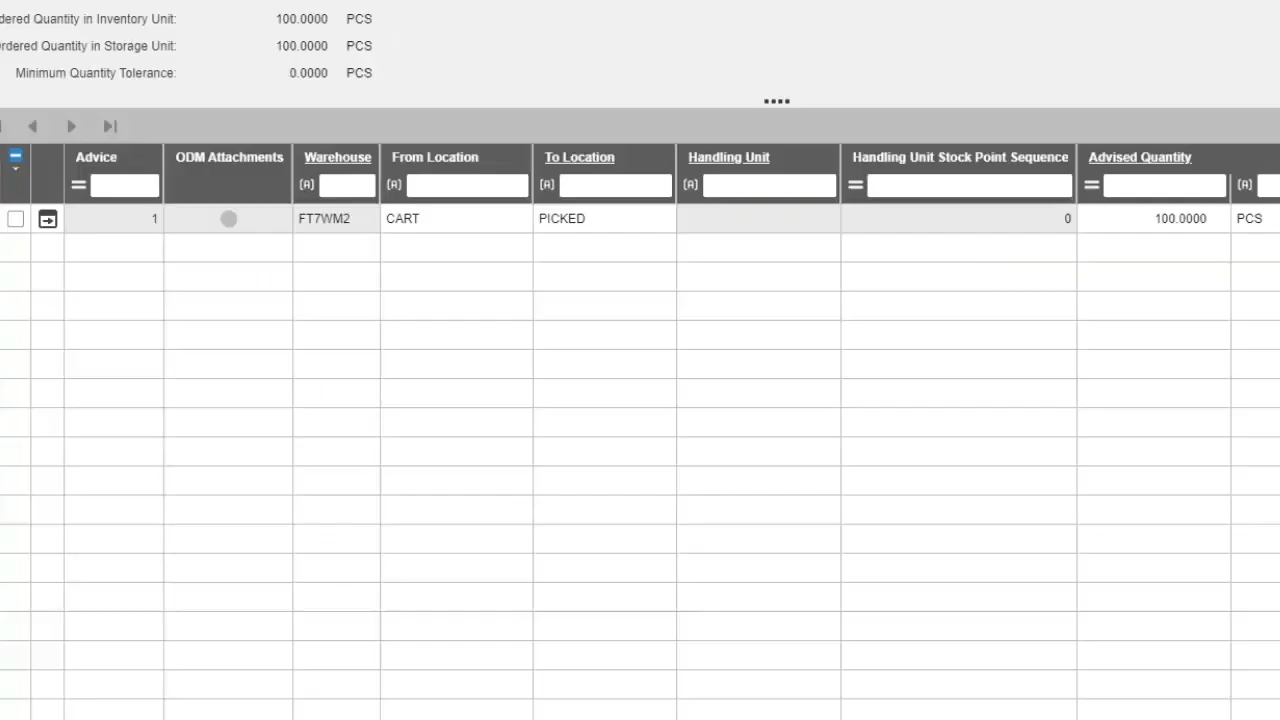 dered Quantity in Inventory Unit: 100.0000 PCS
rdered Quantity in Storage Unit: 100.0000 PCS
Minimum Quantity Tolerance: 0.0000 PCS
Advice ODM Attachments Warehouse From Location To Location Handling Unit Handling Unit Stock Point Sequence Advised Quantity
1 FT7WM2 CART PICKED 0 100.0000 PCS